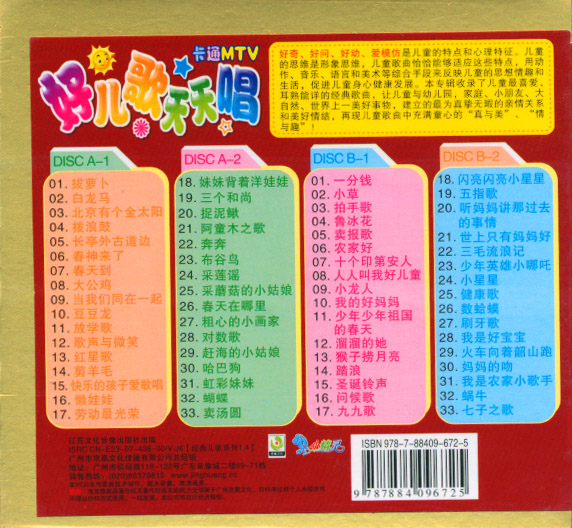 卡通MTV
好儿歌天天唱
好奇、好问、好动、爱模仿是儿童的特点和心理特征。儿童
的思维是形象思维，儿童歌曲恰恰能够适应这些特点，用动
作、音乐、语言和美术等综合手段来反映儿童的思想情趣和
生活，促进儿童身心健康发展。本专辑收录了儿童最喜爱、
耳熟能详的经典歌曲，让儿童与幼儿园，家庭、小朋友、大
自然、世界上一美好事物，建立的最为真挚无暇的亲情关系
和美好情结，再现儿童歌曲中充满童心的“真与美”、“情
与趣”！
DISC A-1
01. 拔萝卜
02. 白龙马
03. 北京有个金太阳
04. 拨浪鼓
05. 长亭外古道边
06. 春神来了
07. 春天到
08. 大公鸡
09. 当我们同在一起
10. 豆豆龙
11. 放学歌
12. 歌声与微笑
13. 红星歌
14. 剪羊毛
15. 快乐的孩子爱歌唱
16. 懒娃娃
17. 劳动最光荣
DISC A-2
18. 妹妹背着洋娃娃
19. 三个和尚
20. 捉泥鳅
21. 阿童木之歌
22. 奔奔
23. 布谷鸟
24. 采莲谣
25. 采蘑菇的小姑娘
26. 春天在哪里
27. 粗心的小画家
28. 对数歌
29. 赶海的小姑娘
30. 哈巴狗
31. 虹彩妹妹
32. 蝴蝶
33. 卖汤圆
DISC B-1
01. 一分钱
02. 小草
03. 拍手歌
04. 鲁冰花
05. 卖报歌
06. 农家好
07. 十个印第安人
08. 人人叫我好儿童
09. 小龙人
10. 我的好妈妈
11. 少年少年祖国
的春天
12. 溜溜的她
13. 猴子捞月亮
14. 踏浪
15. 圣诞铃声
16. 问候歌
17. 九九歌
DISC B-2
18. 闪亮闪亮小星星
19. 五指歌
20. 听妈妈讲那过去
的事情
21. 世上只有妈妈好
22. 三毛流浪记
23. 少年英雄小哪吒
24. 小星星
25. 健康歌
26. 数蛤蟆
27. 刷牙歌
28. 我是好宝宝
29. 火车向着韶山跑
30. 妈妈的吻
31. 我是农家小歌手
32. 蜗牛
33. 七子之歌
江苏文化音像出版社出版
ISBN 978-7-88409-672-5
9 787884 096725